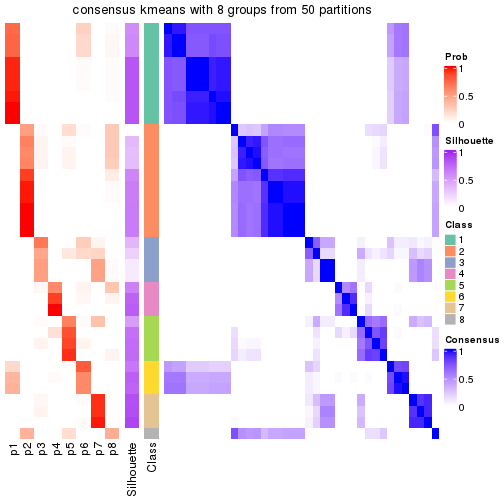 consensus kmeans with 8 groups from 50 partitions
Prob
1
0.5
0
Silhouette
1
0.5
0
Class
1
2
3
4
5
6
7
8
Consensus
1
0.5
0
p1
p2
p3
p4
p5
p6
p7
p8
Silhouette
Class